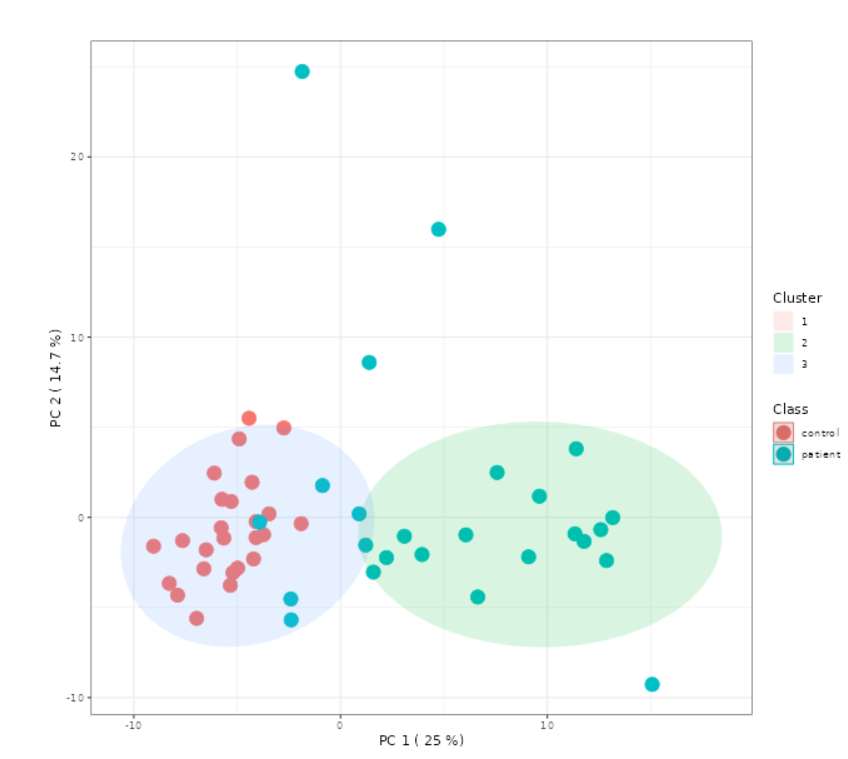 20
10
0
-10
-10
0
10
PC 2 ( 14.7 %)
PC 1 ( 25 %)
Cluster
1
2
3
Class
control
patient